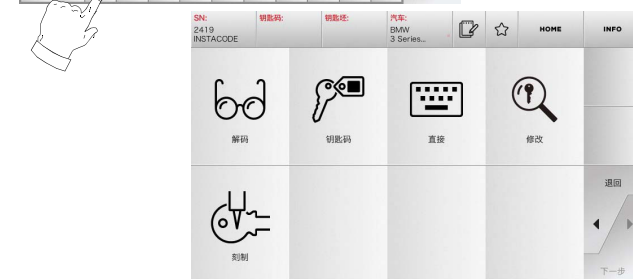 SN:
2419
INSTACODE
钥匙码:
钥匙坯:
汽车:
BMW
3 Series...
HOME
INFO
解码
钥匙码
直接
修改
退回
刻制
下一步